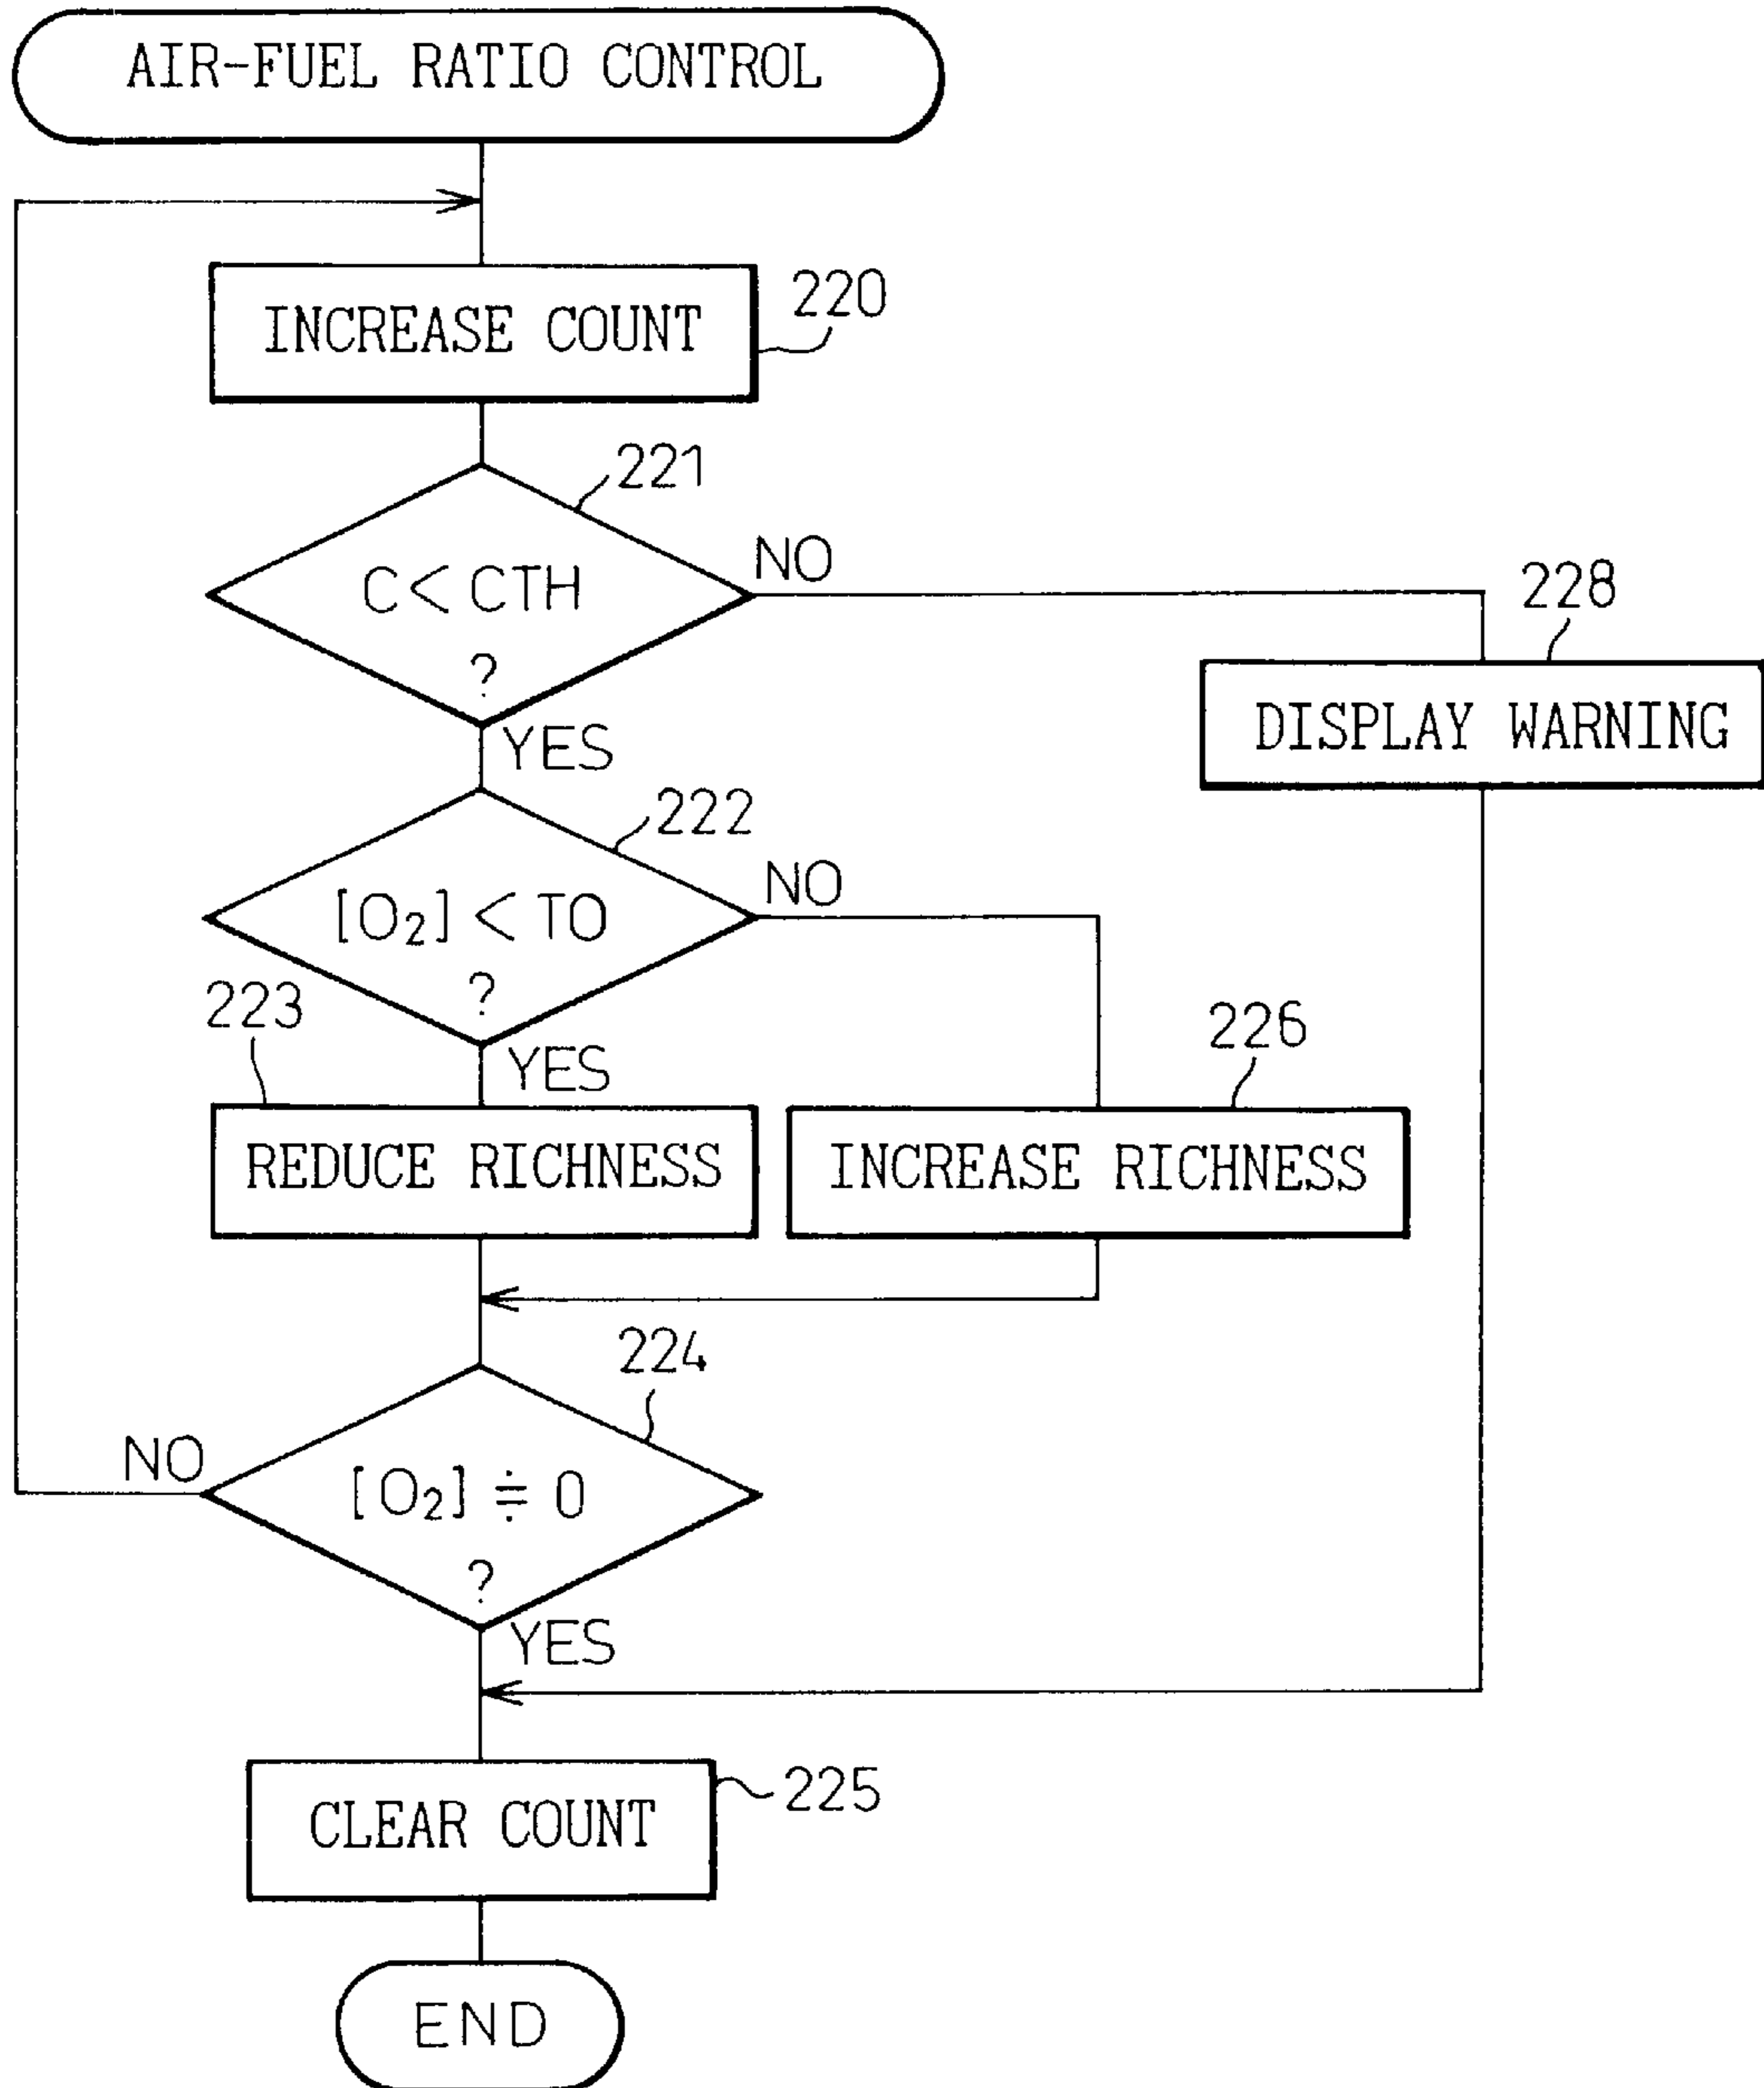 AIR-FUEL RATIO CONTROL
INCREASE COUNT
220
221
C < CTH
?
NO
YES
228
DISPLAY WARNING
222
[O₂] < TO
?
NO
YES
223
REDUCE RICHNESS
226
INCREASE RICHNESS
224
[O₂] ≑ 0
?
NO
YES
CLEAR COUNT
225
END